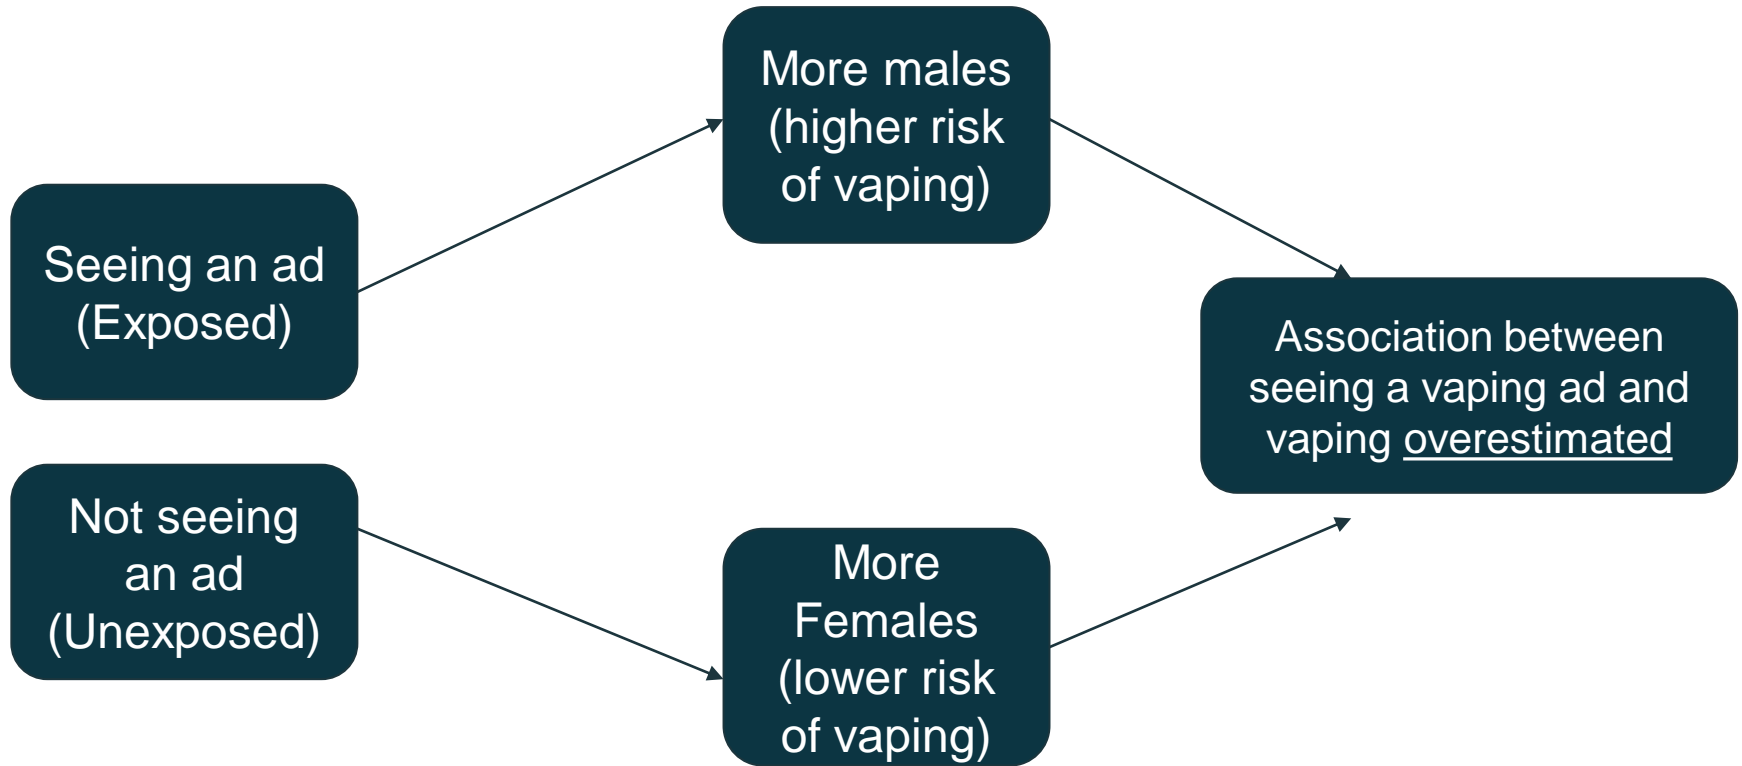 More males
(higher risk
of vaping)
Seeing an ad
(Exposed)
Association between
seeing a vaping ad and
vaping overestimated
Not seeing
an ad
(Unexposed)
More
Females
(lower risk
of vaping)